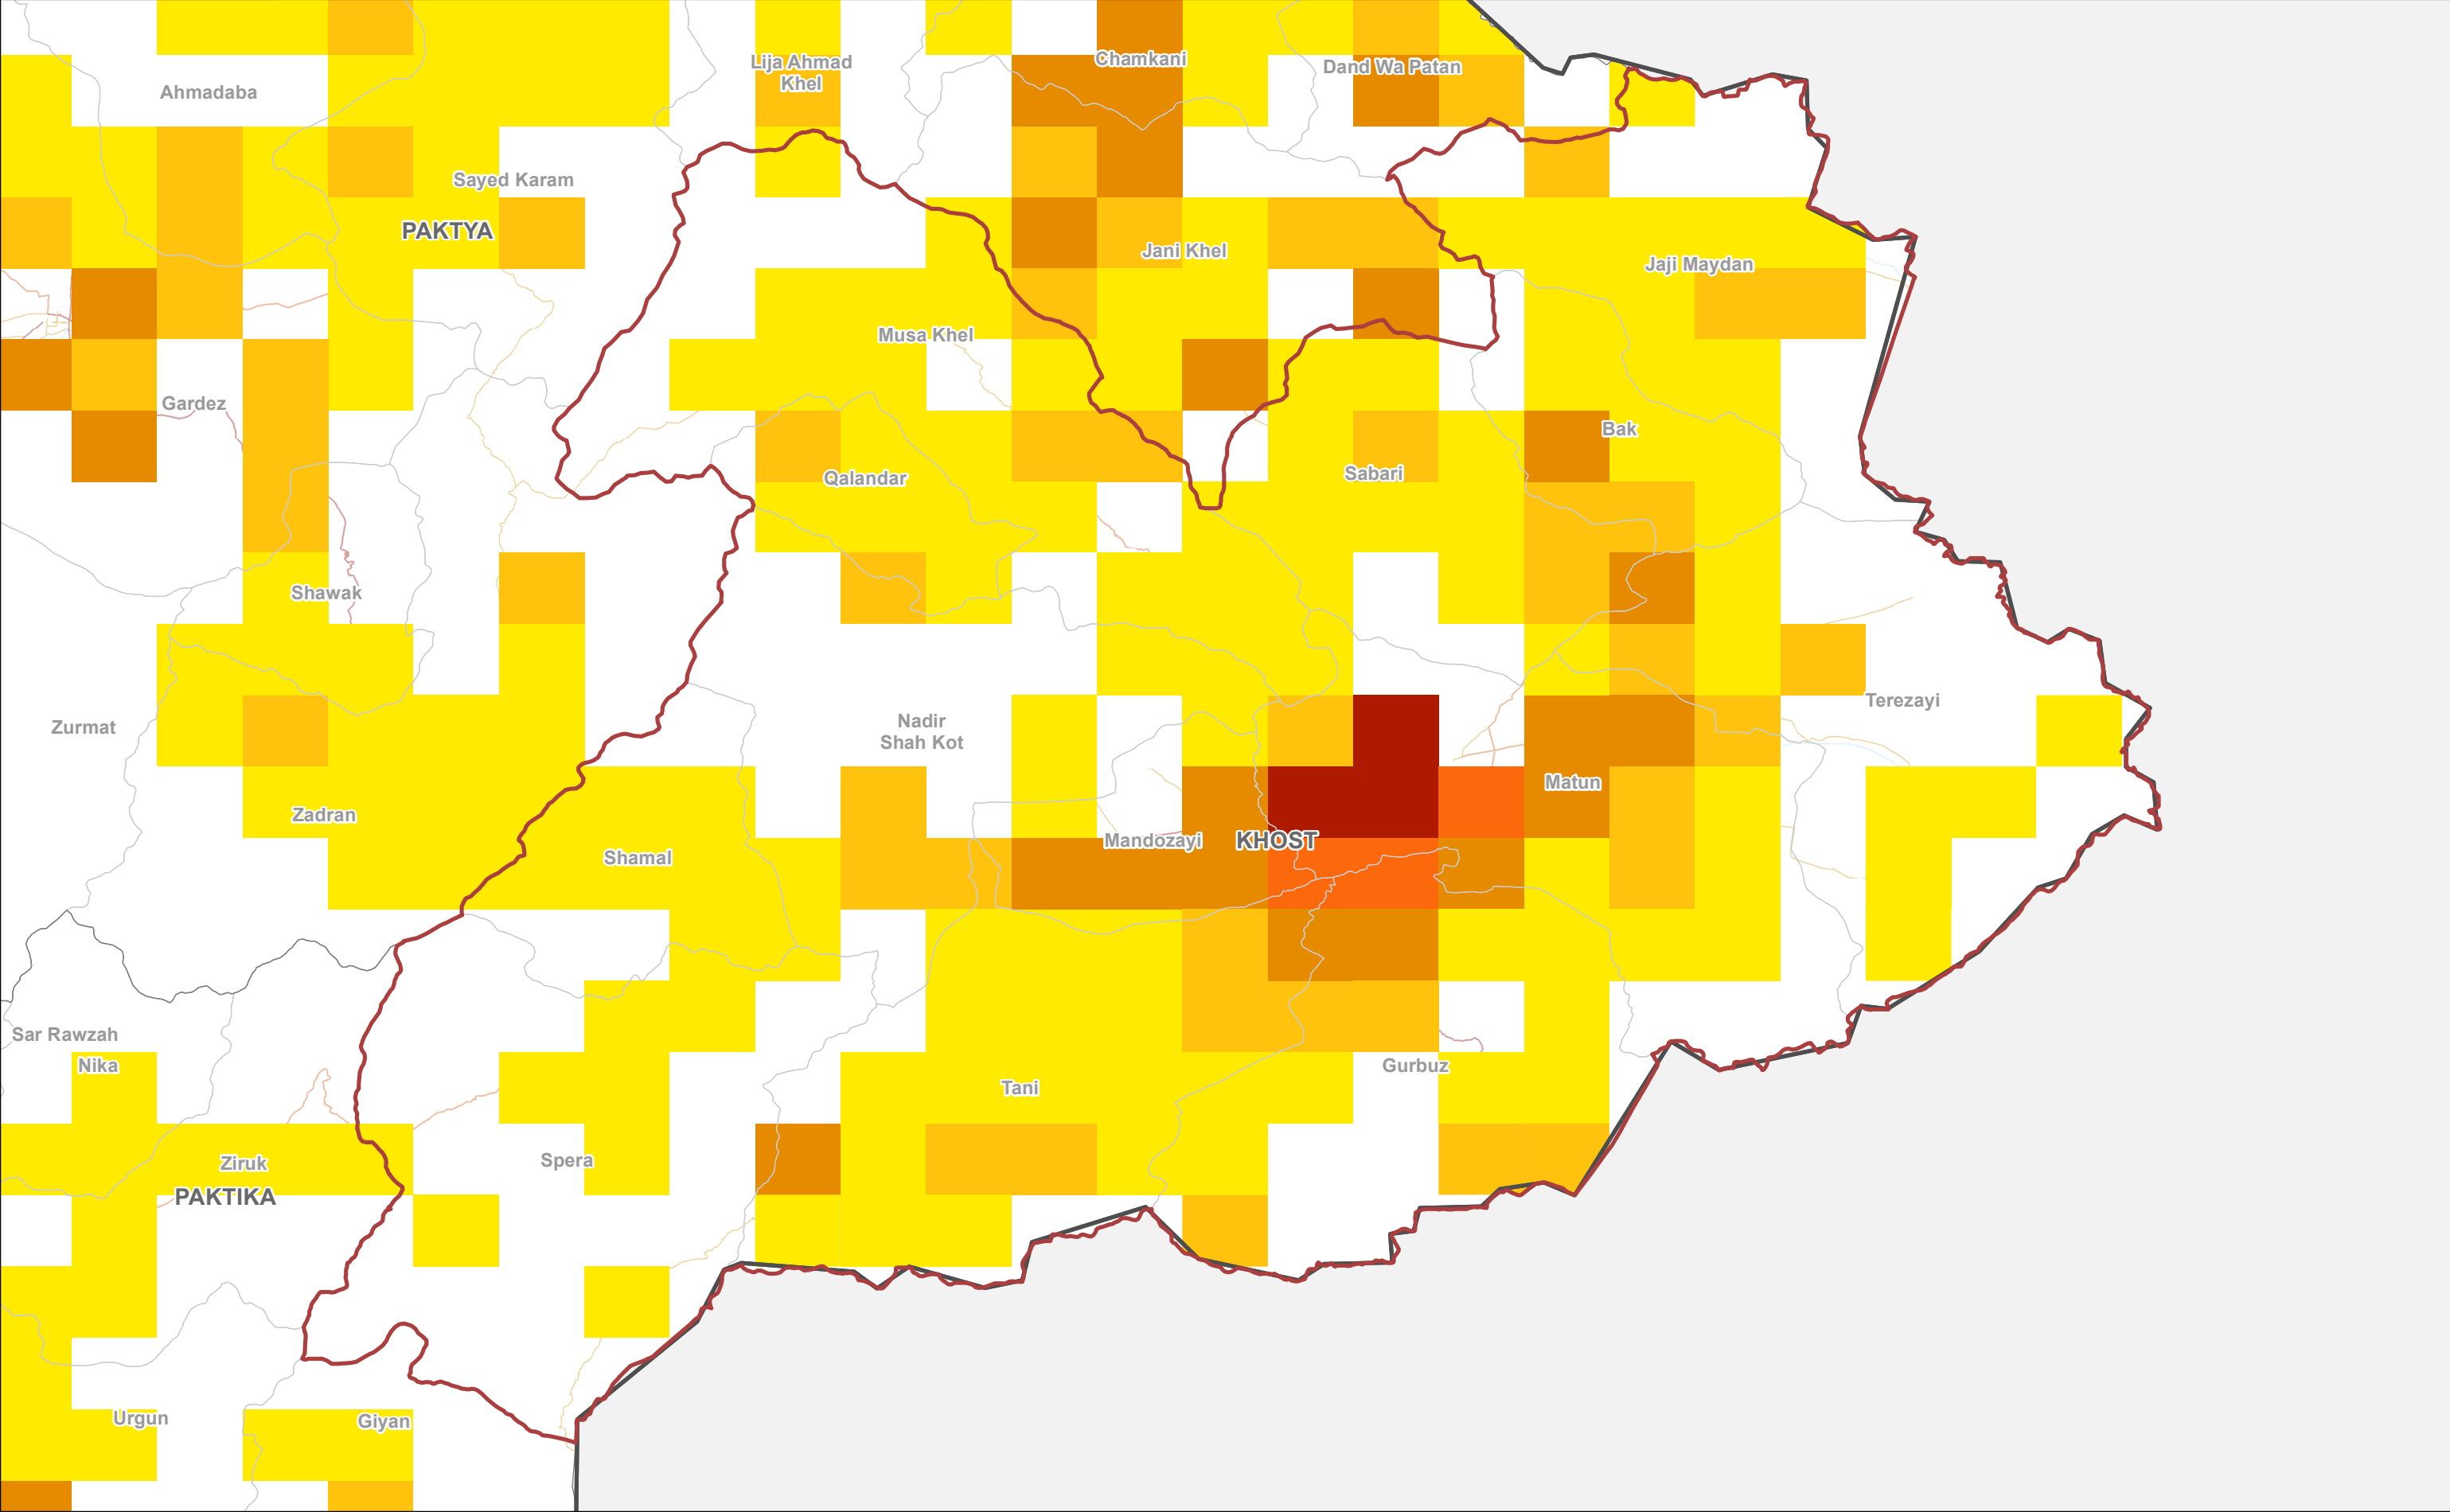 Chamkani
Lija Ahmad
Khel
Dand Wa Patan
Ahmadaba
Sayed Karam
PAKTYA
Jani Khel
Jaji Maydan
Musa Khel
Gardez
Bak
Sabari
Qalandar
Shawak
Terezayi
Zurmat
Nadir
Shah Kot
Matun
Zadran
Mandozayi
KHOST
Shamal
Sar Rawzah
Nika
Gurbuz
Tani
Spera
Ziruk
PAKTIKA
Urgun
Giyan